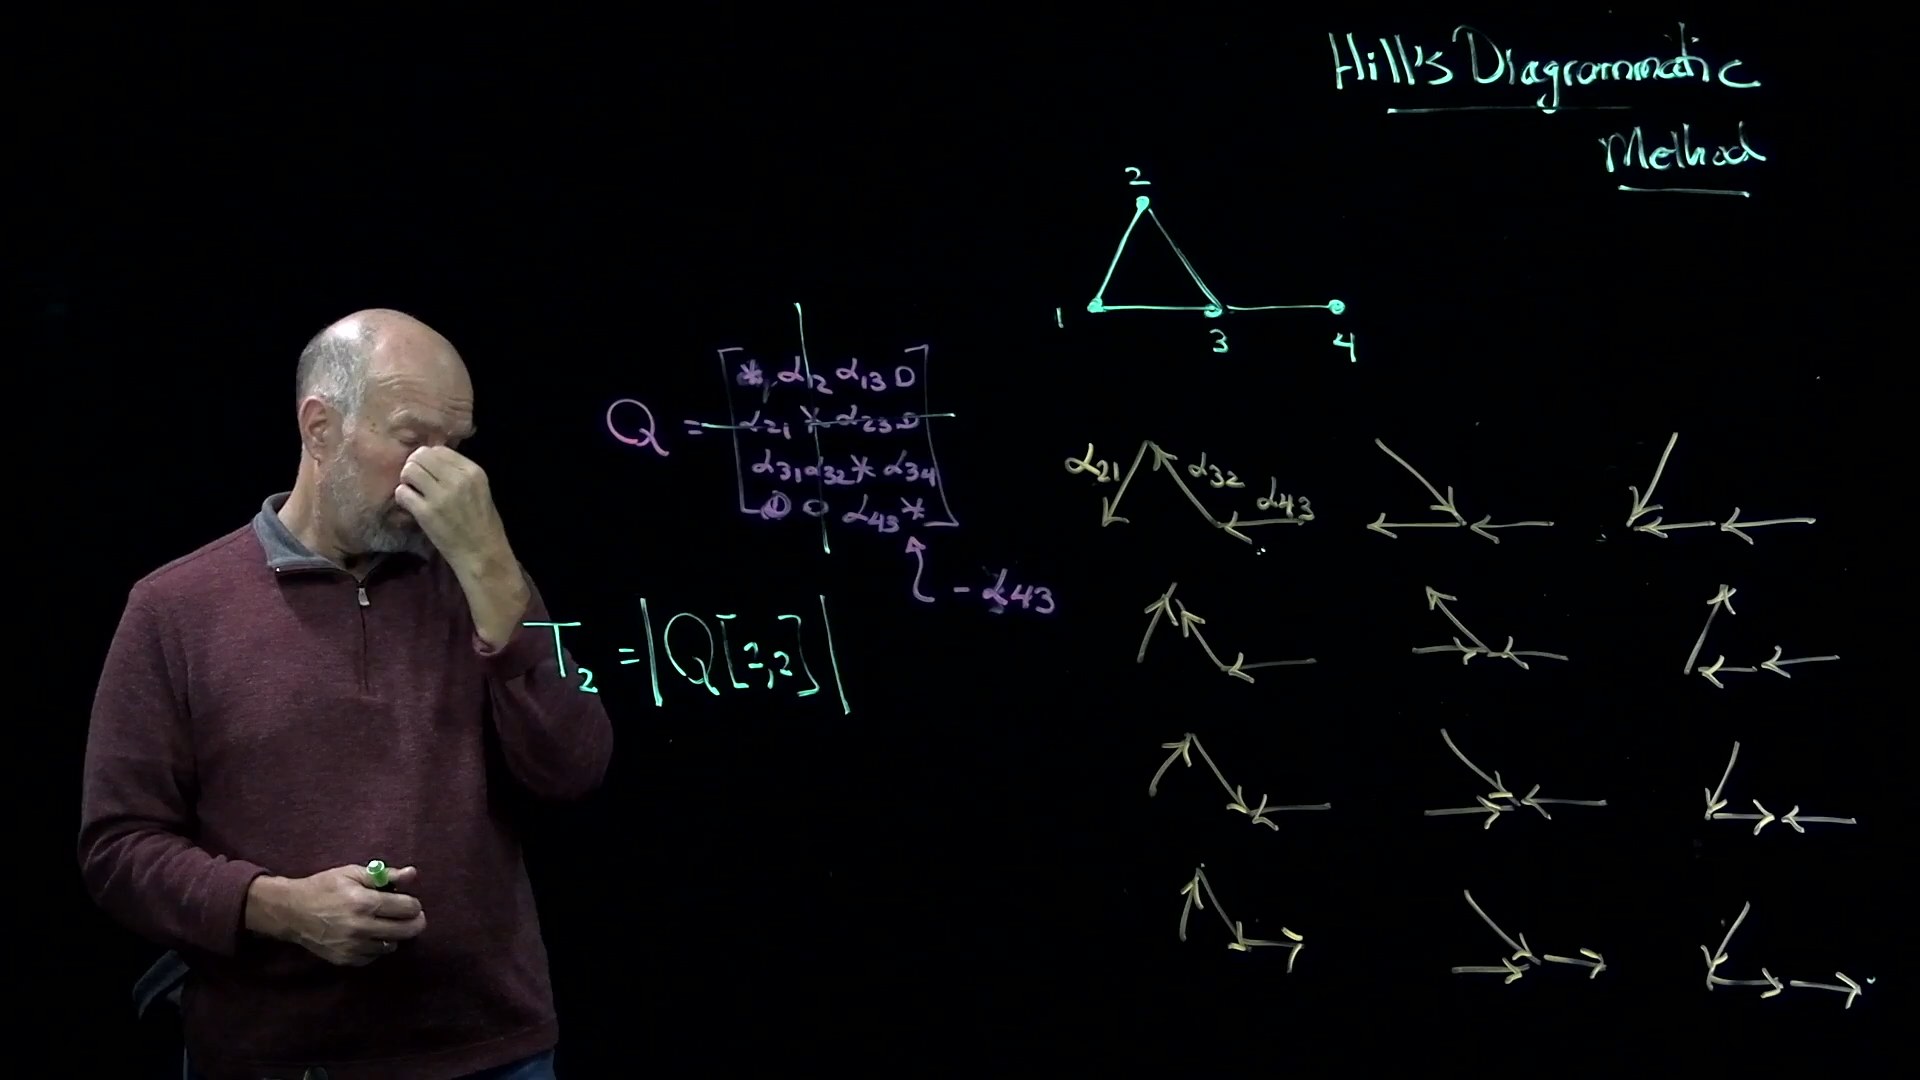 Hill's Diagrammatic
Method
2
1
3
4
Q = [ * α12 α13 0
α21 * α23 0
α31 α32 * α34
0 0 α43 * ]
- α43
α21 α32 α43
T2 = |Q[2,2]|